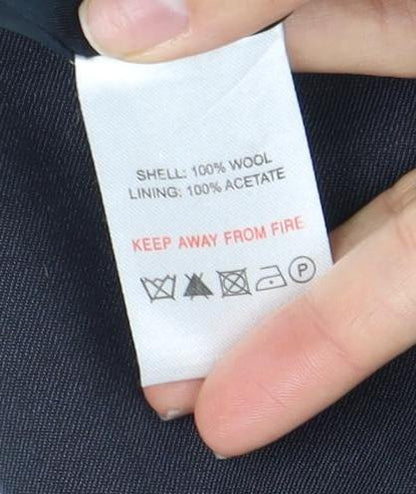 SHELL: 100% WOOL
LINING: 100% ACETATE
KEEP AWAY FROM FIRE
P